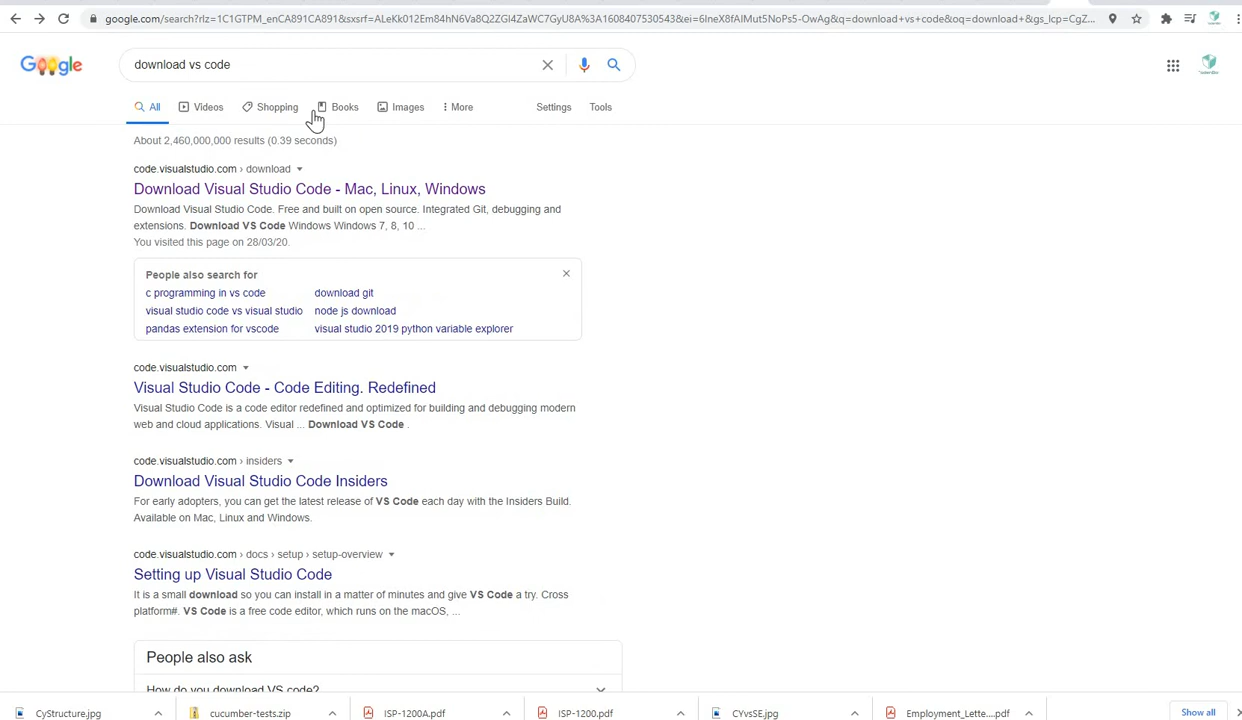 google.com/search?rlz=1C1GTPM_enCA891CA891&sxsrf=ALeKk012Em84hN6Va8Q2ZGl4ZaWC7GyU8A%3A1608407530543&ei=6lneX8fAIMut5NoPs5-OwAg&q=download+vs+code&oq=download+&gs_lcp=CgZ...
Google
download vs code
All Videos Shopping Books Images More Settings Tools
About 2,460,000,000 results (0.39 seconds)
code.visualstudio.com › download
Download Visual Studio Code - Mac, Linux, Windows
Download Visual Studio Code. Free and built on open source. Integrated Git, debugging and
extensions. Download VS Code Windows Windows 7, 8, 10 ...
You visited this page on 28/03/20.
People also search for
c programming in vs code download git
visual studio code vs visual studio node js download
pandas extension for vscode visual studio 2019 python variable explorer
code.visualstudio.com
Visual Studio Code - Code Editing. Redefined
Visual Studio Code is a code editor redefined and optimized for building and debugging modern
web and cloud applications. Visual ... Download VS Code .
code.visualstudio.com › insiders
Download Visual Studio Code Insiders
For early adopters, you can get the latest release of VS Code each day with the Insiders Build.
Available on Mac, Linux and Windows.
code.visualstudio.com › docs › setup › setup-overview
Setting up Visual Studio Code
It is a small download so you can install in a matter of minutes and give VS Code a try. Cross
platform#. VS Code is a free code editor, which runs on the macOS, ...
People also ask
How do you download VS code?
CyStructure.jpg cucumber-tests.zip ISP-1200A.pdf ISP-1200.pdf CYvsSE.jpg Employment_Lette....pdf Show all